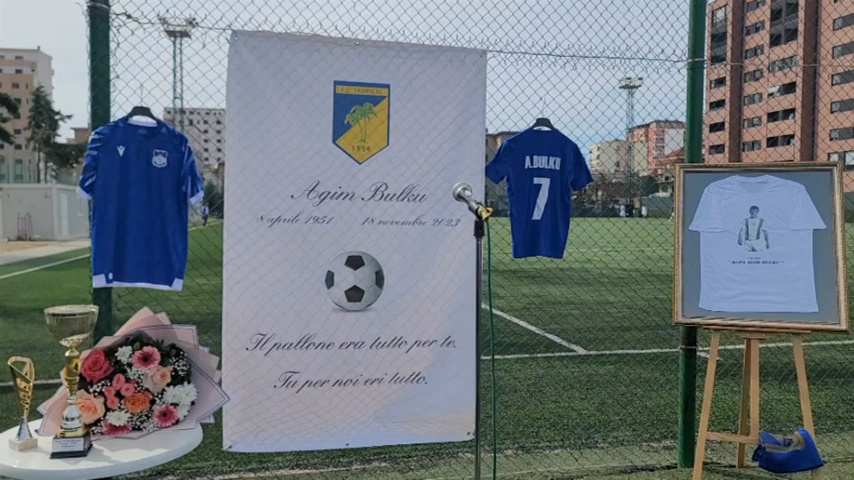 F.C. TROPICAL
1994
Agim Bulku
8 aprile 1951 18 novembre 2023
Il pallone era tutto per te.
Tu per noi eri tutto.
A.BULKU
7